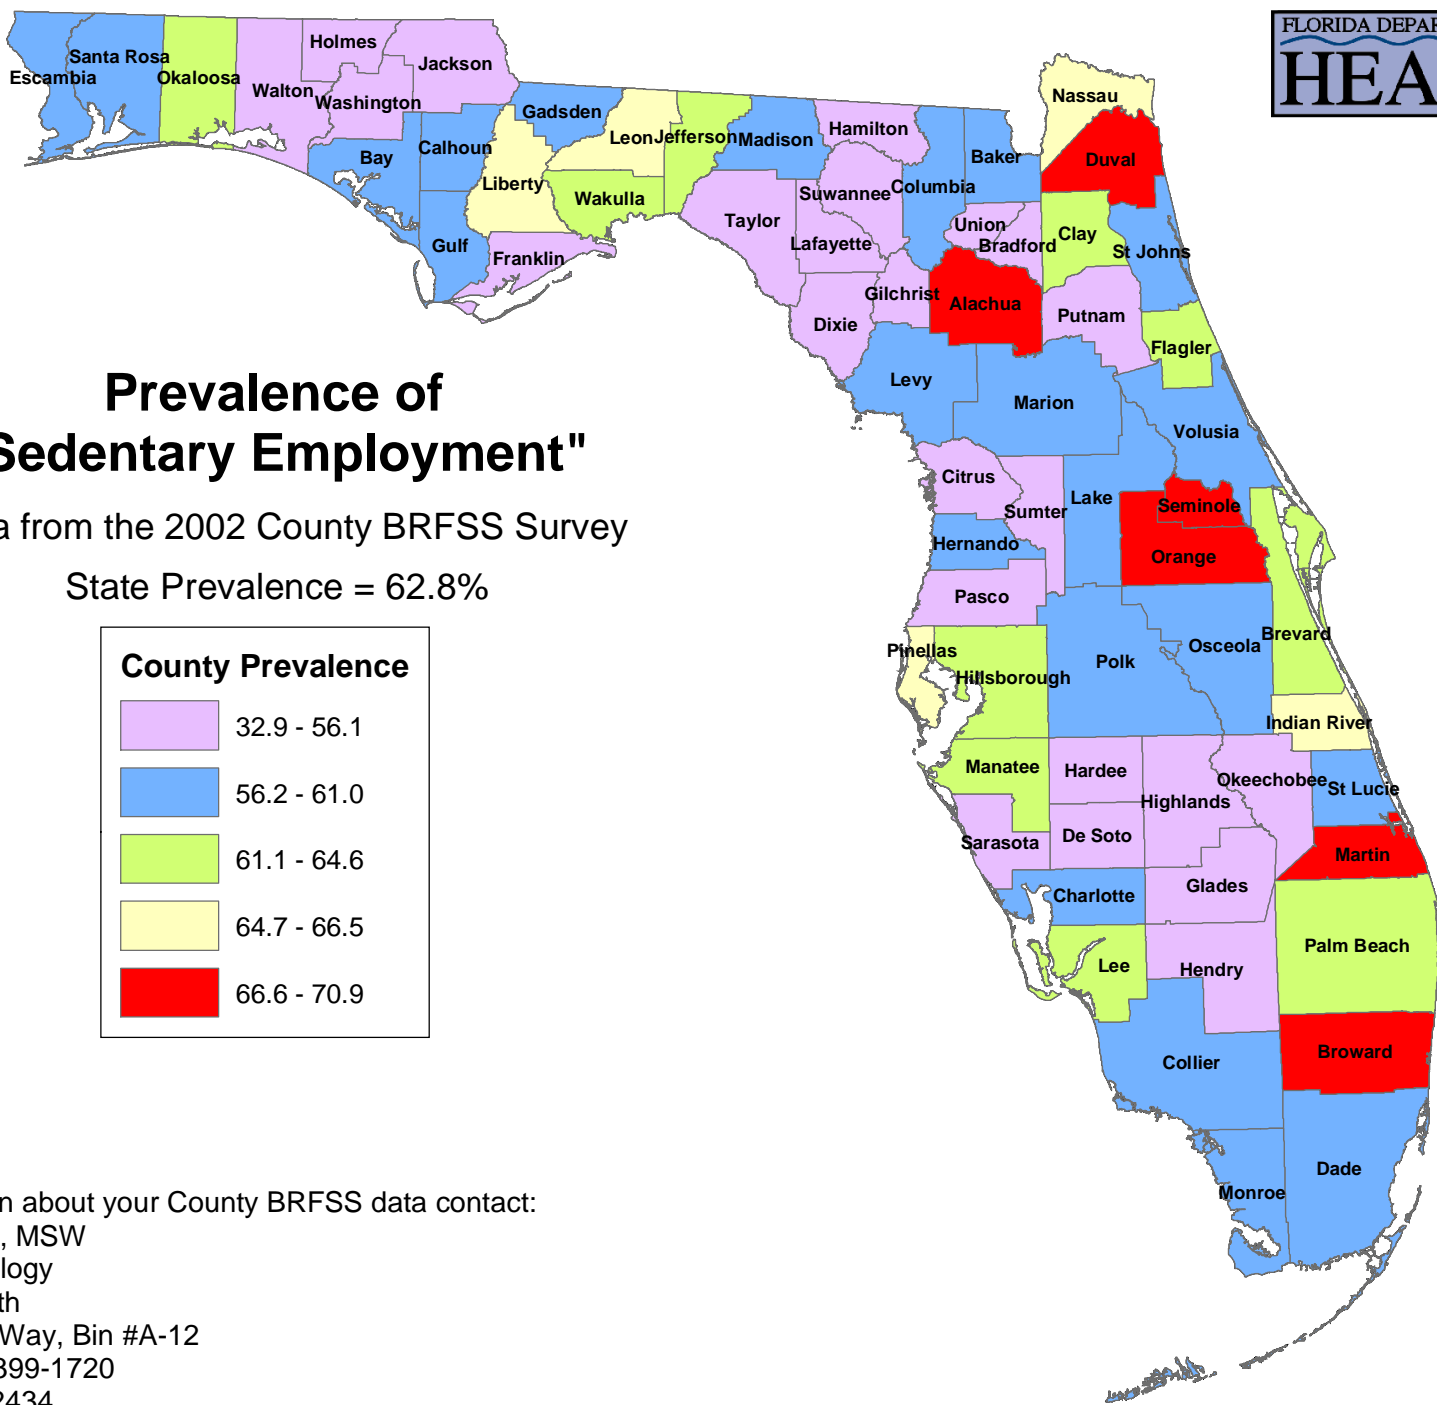 FLORIDA DEPAR
HEA
Holmes
Jackson
Santa Rosa
Escambia
Okaloosa
Walton
Washington
Nassau
Gadsden
Leon
Jefferson
Madison
Hamilton
Bay
Calhoun
Baker
Duval
Liberty
Wakulla
Suwannee
Columbia
Taylor
Lafayette
Union
Bradford
Clay
St Johns
Gulf
Franklin
Gilchrist
Alachua
Dixie
Putnam
Flagler
Levy
Marion
Volusia
Prevalence of
Sedentary Employment"
a from the 2002 County BRFSS Survey
State Prevalence = 62.8%
Citrus
Sumter
Lake
Seminole
Hernando
Orange
Pasco
Pinellas
Hillsborough
Polk
Osceola
Brevard
Indian River
Manatee
Hardee
Highlands
Okeechobee
St Lucie
Sarasota
De Soto
Martin
Charlotte
Glades
Lee
Hendry
Palm Beach
Collier
Broward
Monroe
Dade
County Prevalence
32.9 - 56.1
56.2 - 61.0
61.1 - 64.6
64.7 - 66.5
66.6 - 70.9
n about your County BRFSS data contact:
, MSW
logy
th
Way, Bin #A-12
399-1720
2434